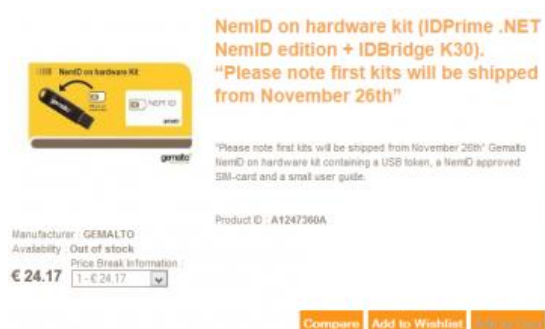 NemID on hardware kit (IDPrime .NET
NemID edition + IDBridge K30).
“Please note first kits will be shipped
from November 26th”
NemID on hardware Kit
gemalto
NEM ID
gemalto
"Please note first kits will be shipped from November 26th" Gemalto
NemID on hardware kit containing a USB token, a NemID approved
SIM-card and a small user guide.
Product ID : A1247360A
Manufacturer : GEMALTO
Availability : Out of stock
Price Break Information :
€ 24.17
1 - € 24.17
Compare
Add to Wishlist